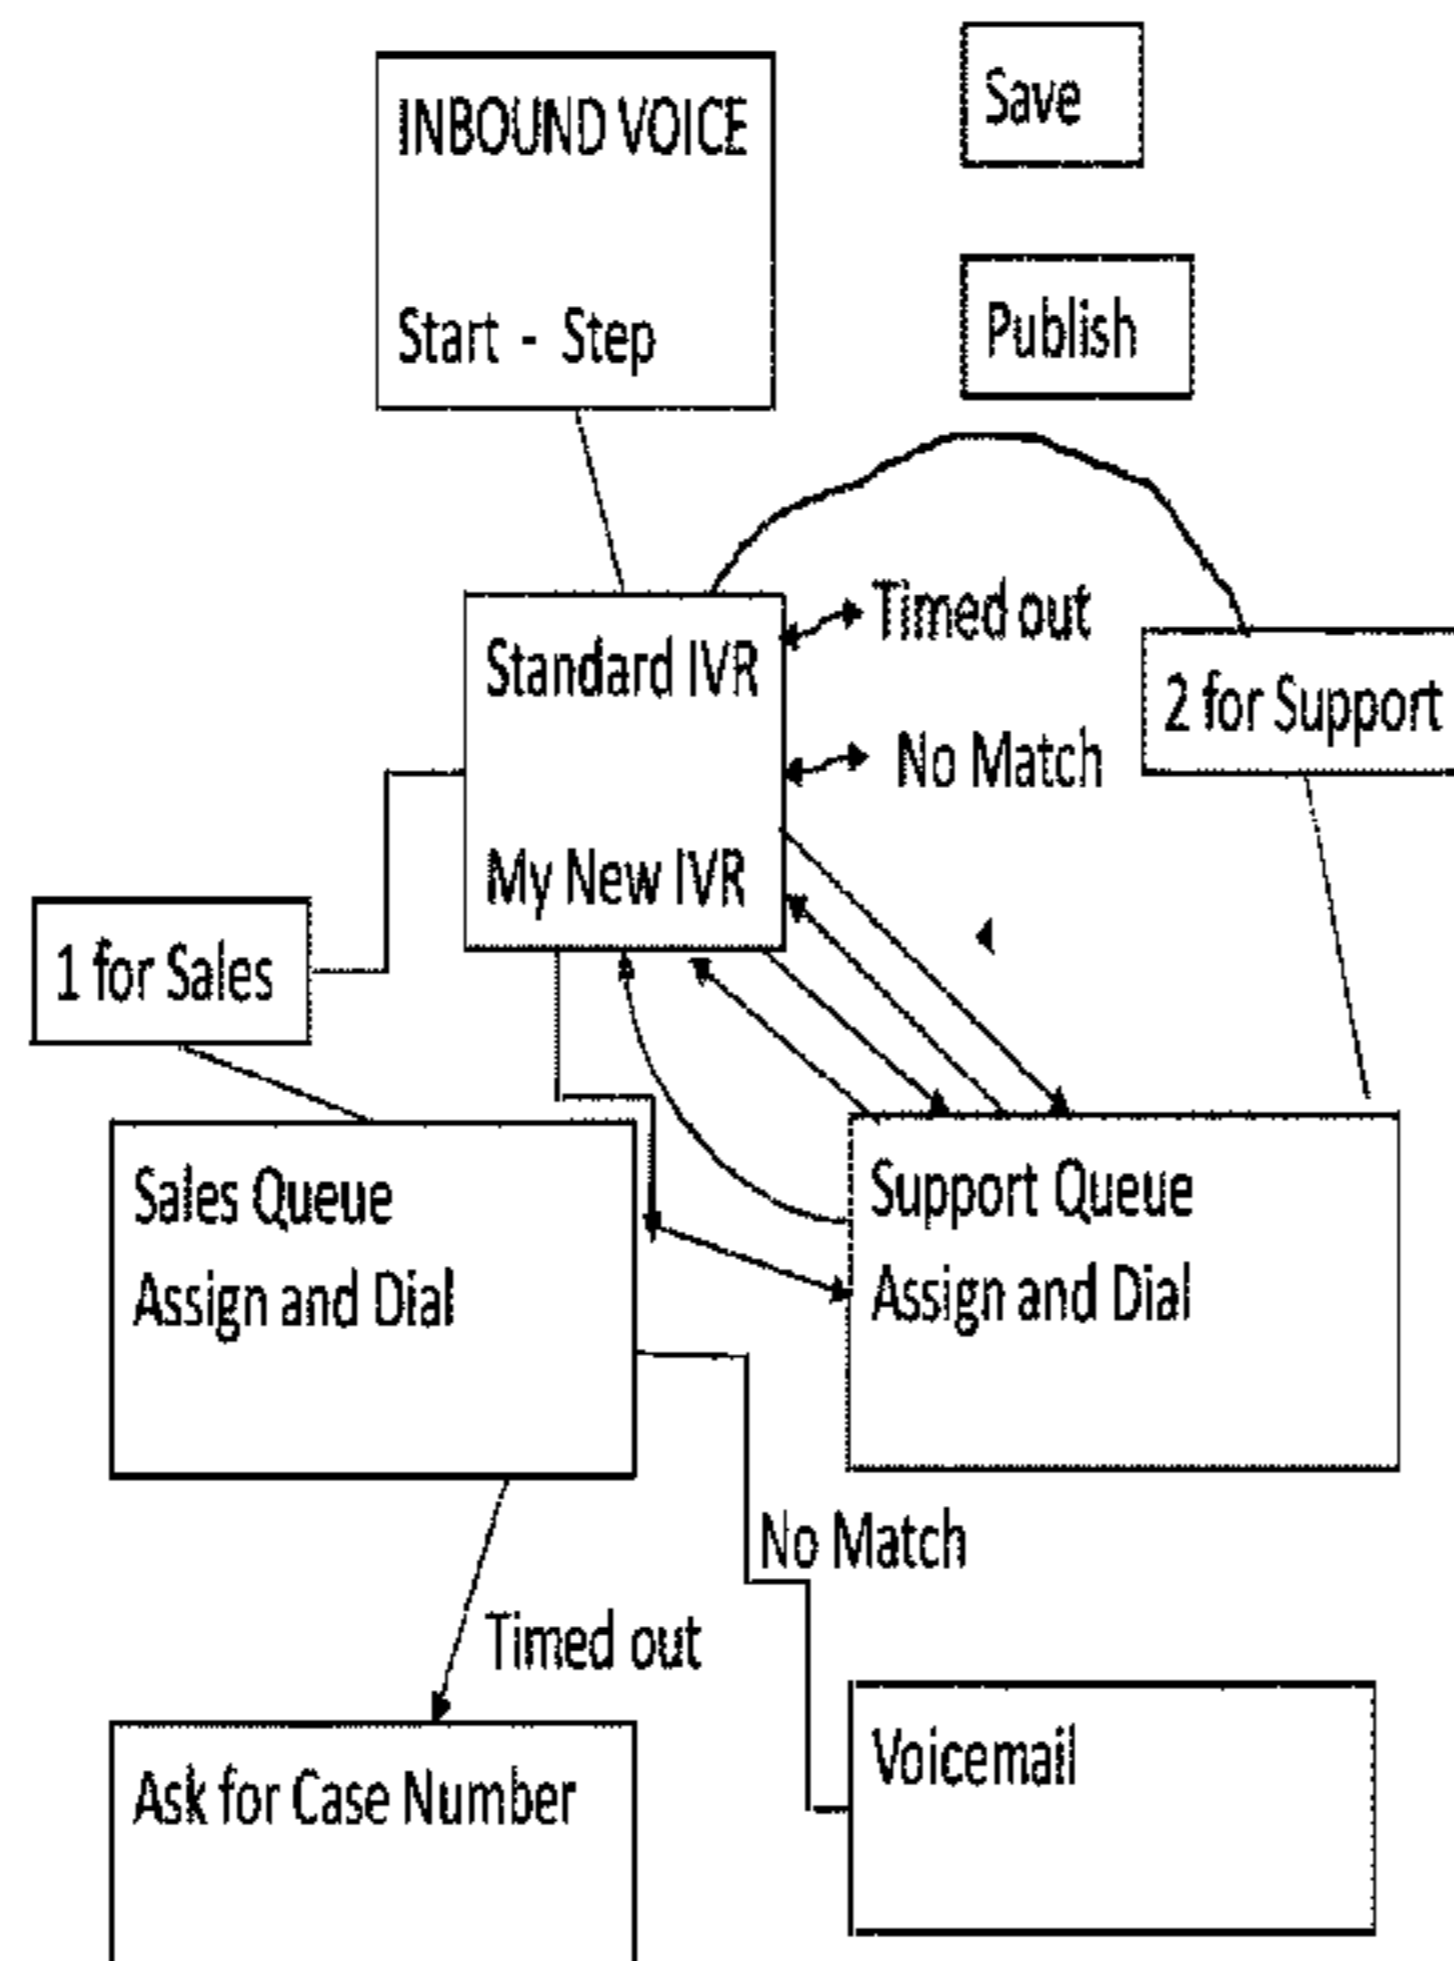 INBOUND VOICE
Start - Step
Save
Publish
Standard IVR
My New IVR
Timed out
No Match
2 for Support
1 for Sales
Sales Queue
Assign and Dial
Support Queue
Assign and Dial
No Match
Timed out
Ask for Case Number
Voicemail